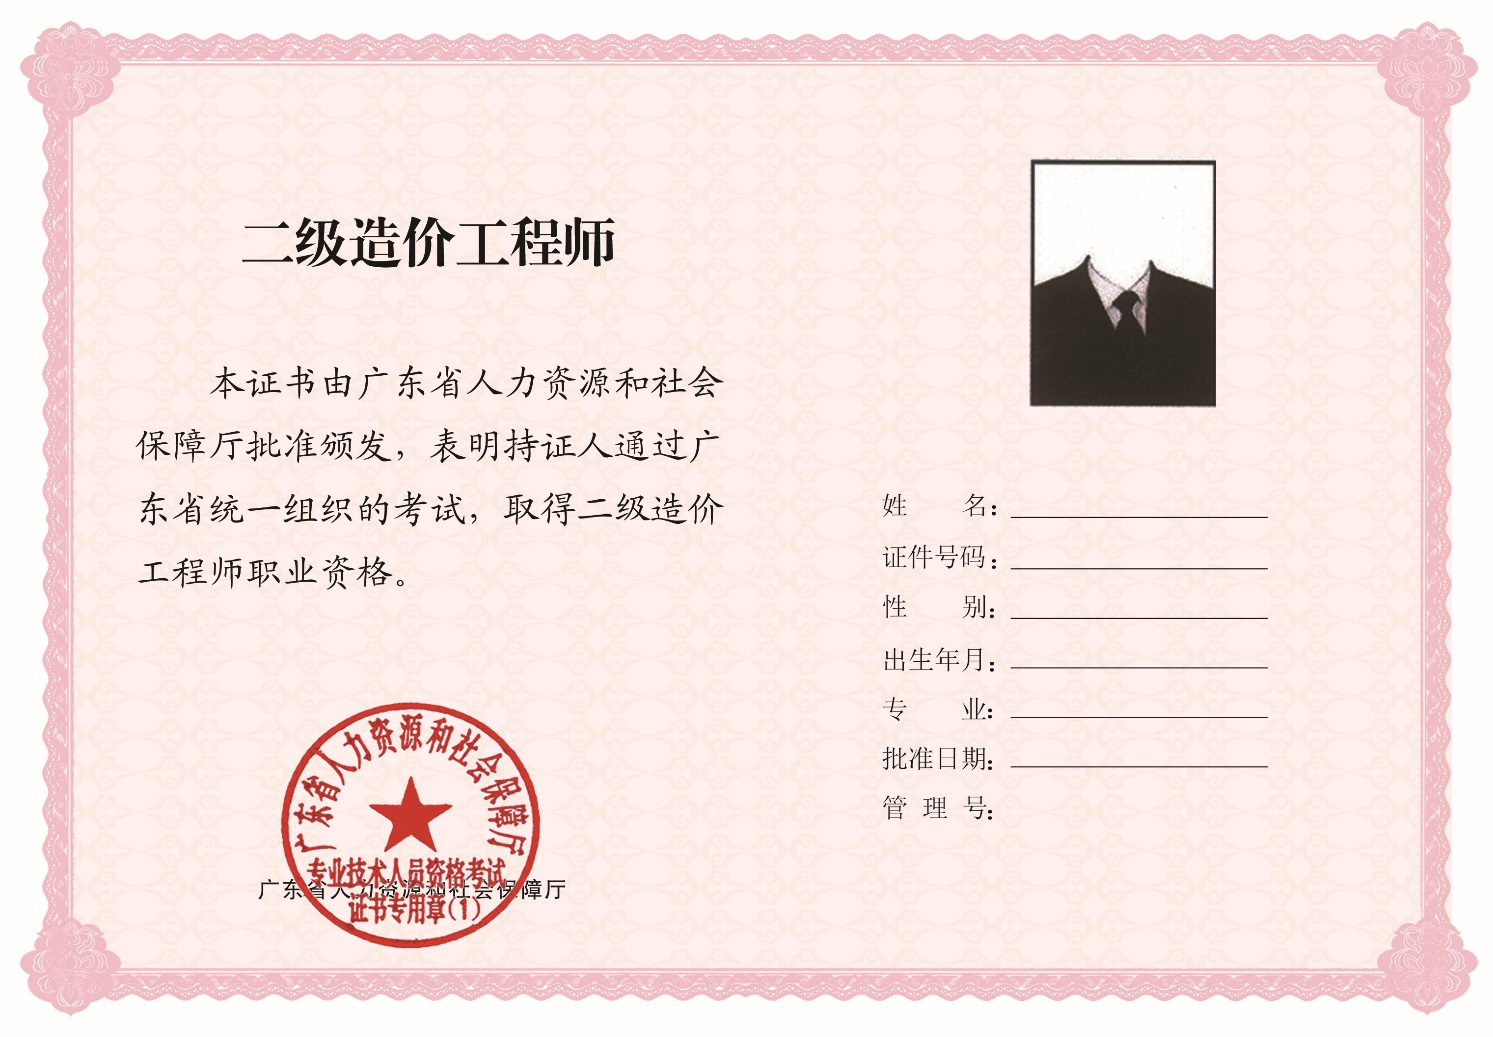 二级造价工程师
本证书由广东省人力资源和社会
保障厅批准颁发，表明持证人通过广
东省统一组织的考试，取得二级造价
工程师职业资格。
广东省人力资源和社会保障厅
专业技术人员资格考试
广东省人力资源和社会保障厅
证书专用章(1)
姓名：
证件号码：
性别：
出生年月：
专业：
批准日期：
管理号：